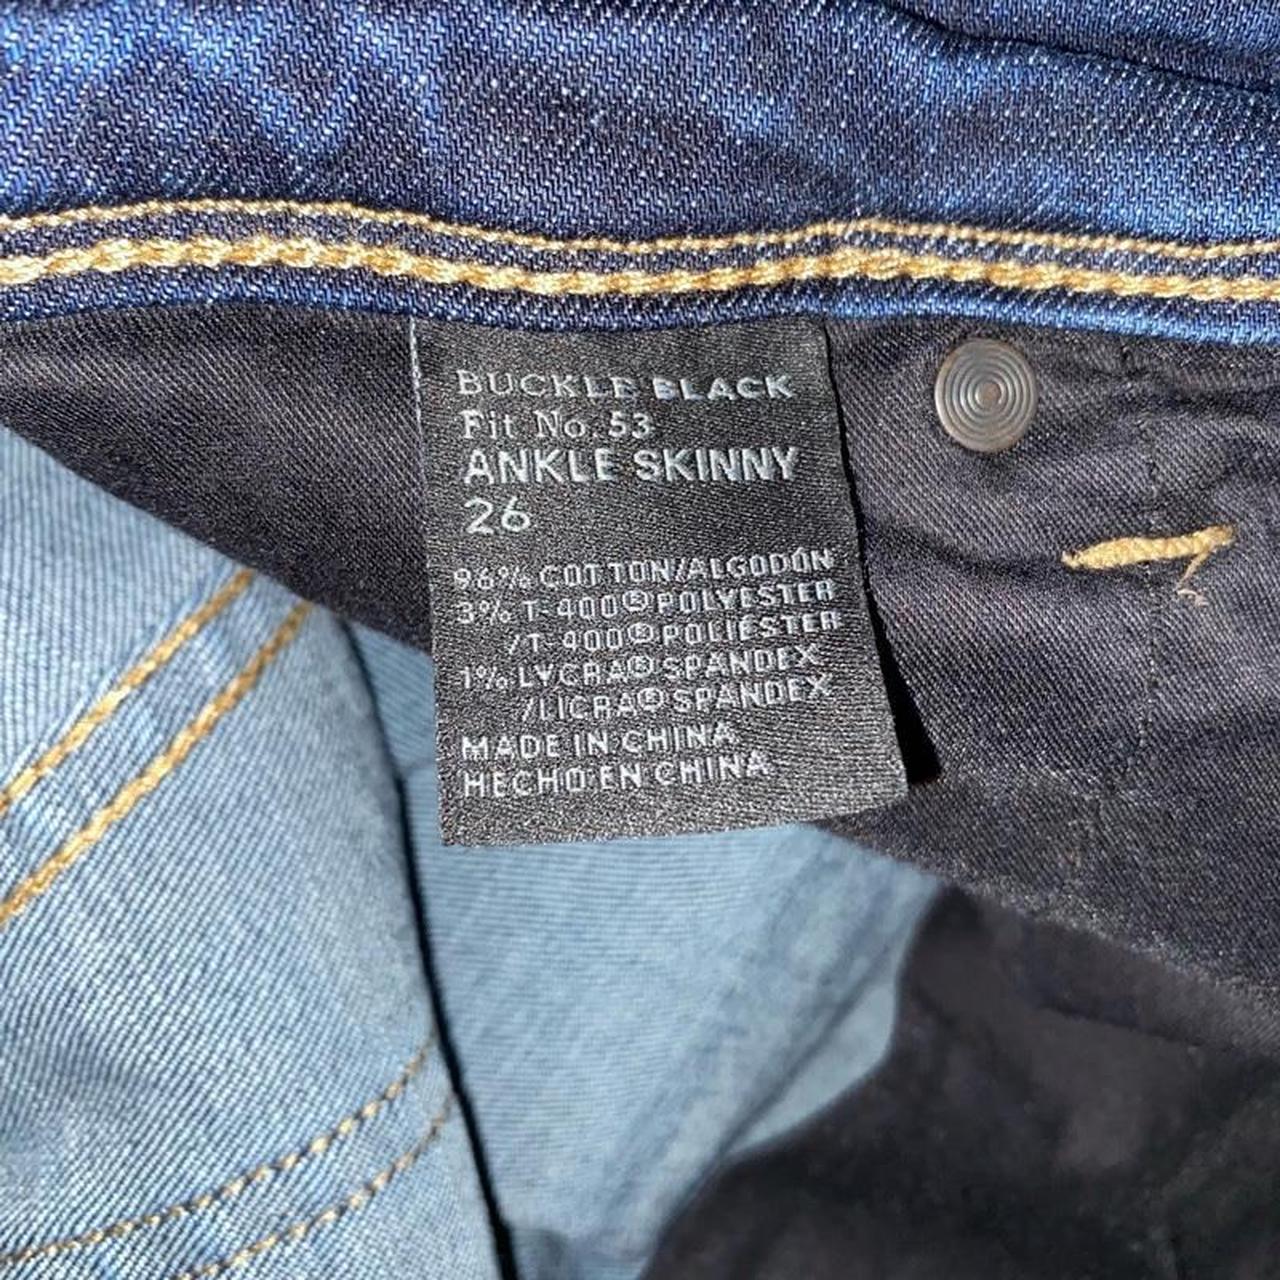 BUCKLE BLACK
Fit No. 53
ANKLE SKINNY
26
96% COTTON/ALGODÓN
3% T-400® POLYESTER
/T-400® POLIÉSTER
1% LYCRA® SPANDEX
/LICRA® SPANDEX
MADE IN CHINA
HECHO EN CHINA